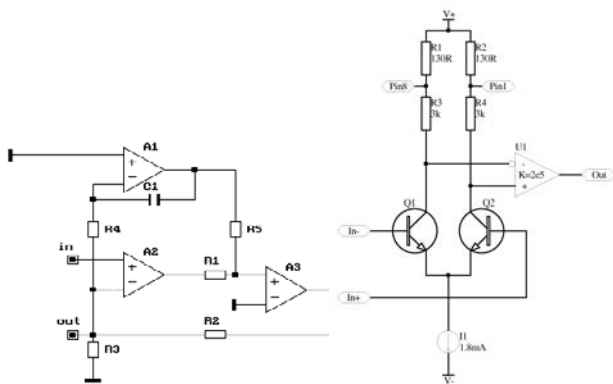 A1
+
−
C1
R4
R5
in
A2
+
−
R1
A3
+
−
out
R2
R3
V+
R1
130R
R2
130R
Pin8
Pin1
R3
3k
R4
3k
U1
-
K=2e5
+
Out
Q1
Q2
In-
In+
I1
1.8mA
V-